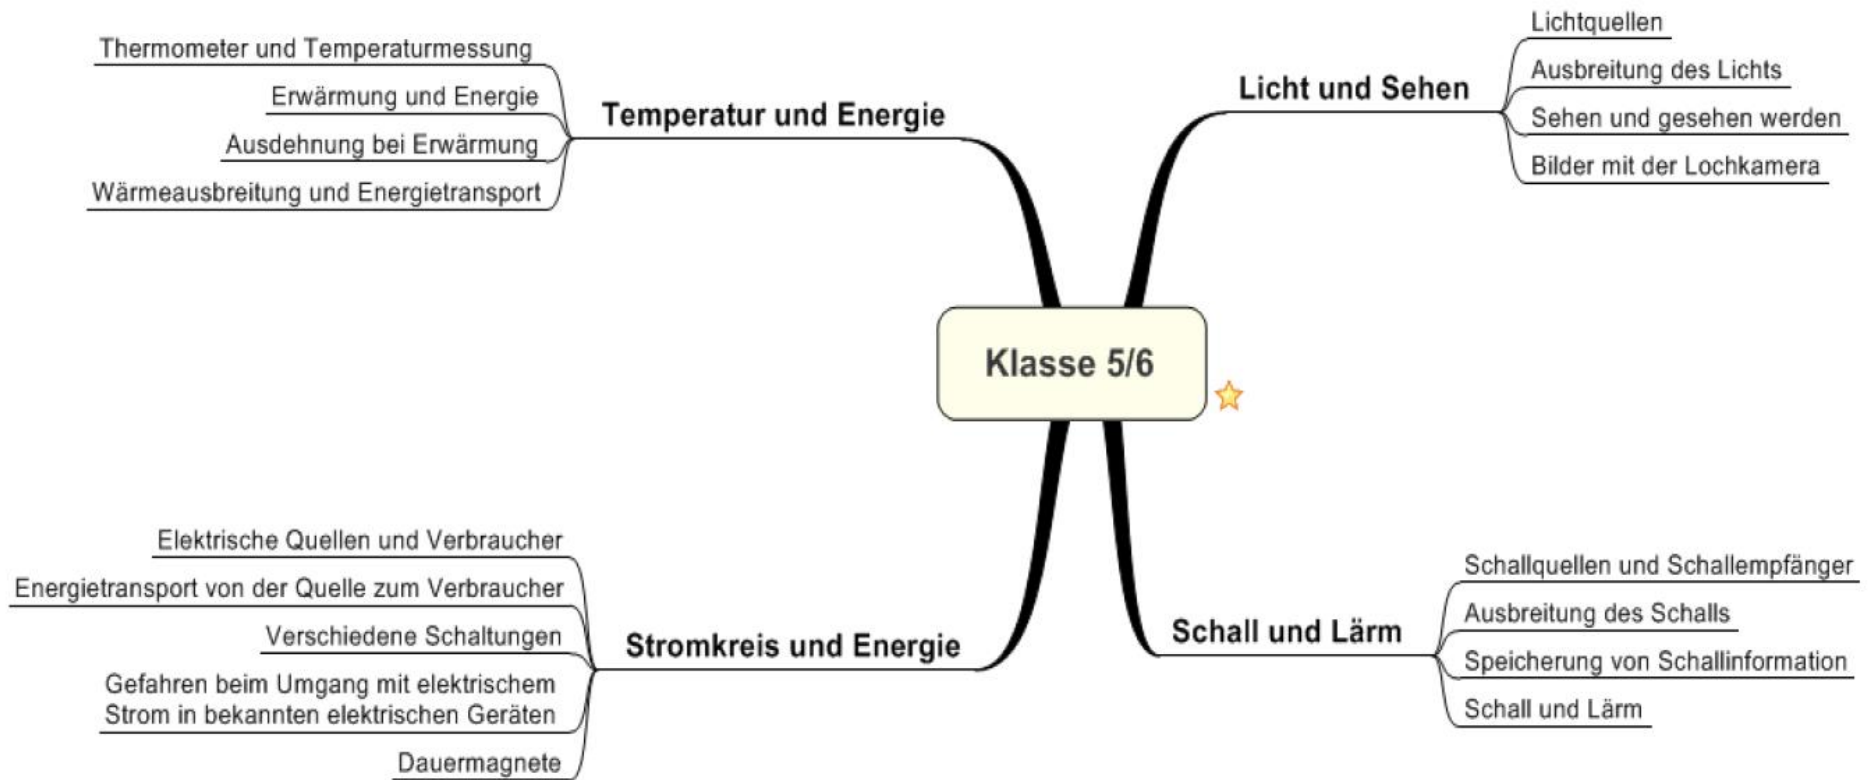 Thermometer und Temperaturmessung
Erwärmung und Energie
Ausdehnung bei Erwärmung
Wärmeausbreitung und Energietransport
Temperatur und Energie
Licht und Sehen
Lichtquellen
Ausbreitung des Lichts
Sehen und gesehen werden
Bilder mit der Lochkamera
Klasse 5/6
Elektrische Quellen und Verbraucher
Energietransport von der Quelle zum Verbraucher
Verschiedene Schaltungen
Gefahren beim Umgang mit elektrischem
Strom in bekannten elektrischen Geräten
Dauermagnete
Stromkreis und Energie
Schall und Lärm
Schallquellen und Schallempfänger
Ausbreitung des Schalls
Speicherung von Schallinformation
Schall und Lärm